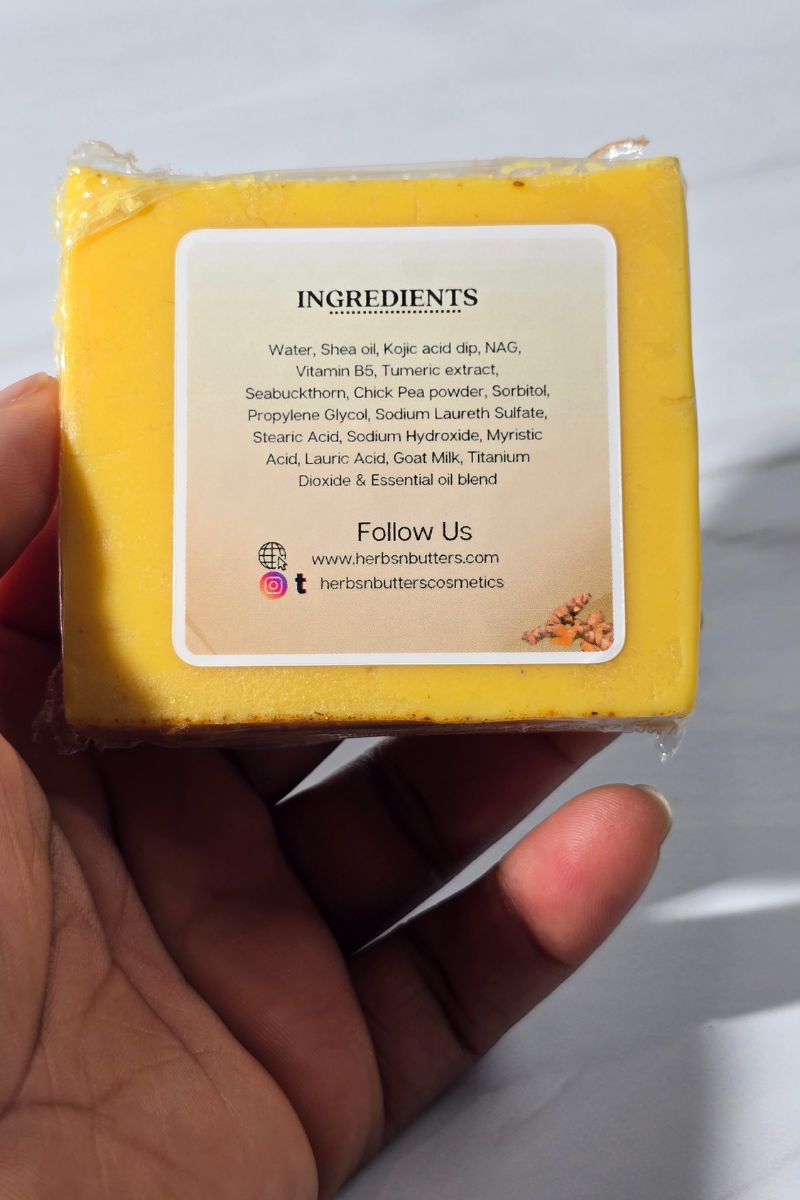 INGREDIENTS
Water, Shea oil, Kojic acid dip, NAG,
Vitamin B5, Tumeric extract,
Seabuckthorn, Chick Pea powder, Sorbitol,
Propylene Glycol, Sodium Laureth Sulfate,
Stearic Acid, Sodium Hydroxide, Myristic
Acid, Lauric Acid, Goat Milk, Titanium
Dioxide & Essential oil blend
Follow Us
www.herbsnbutters.com
t herbsnbutterscosmetics